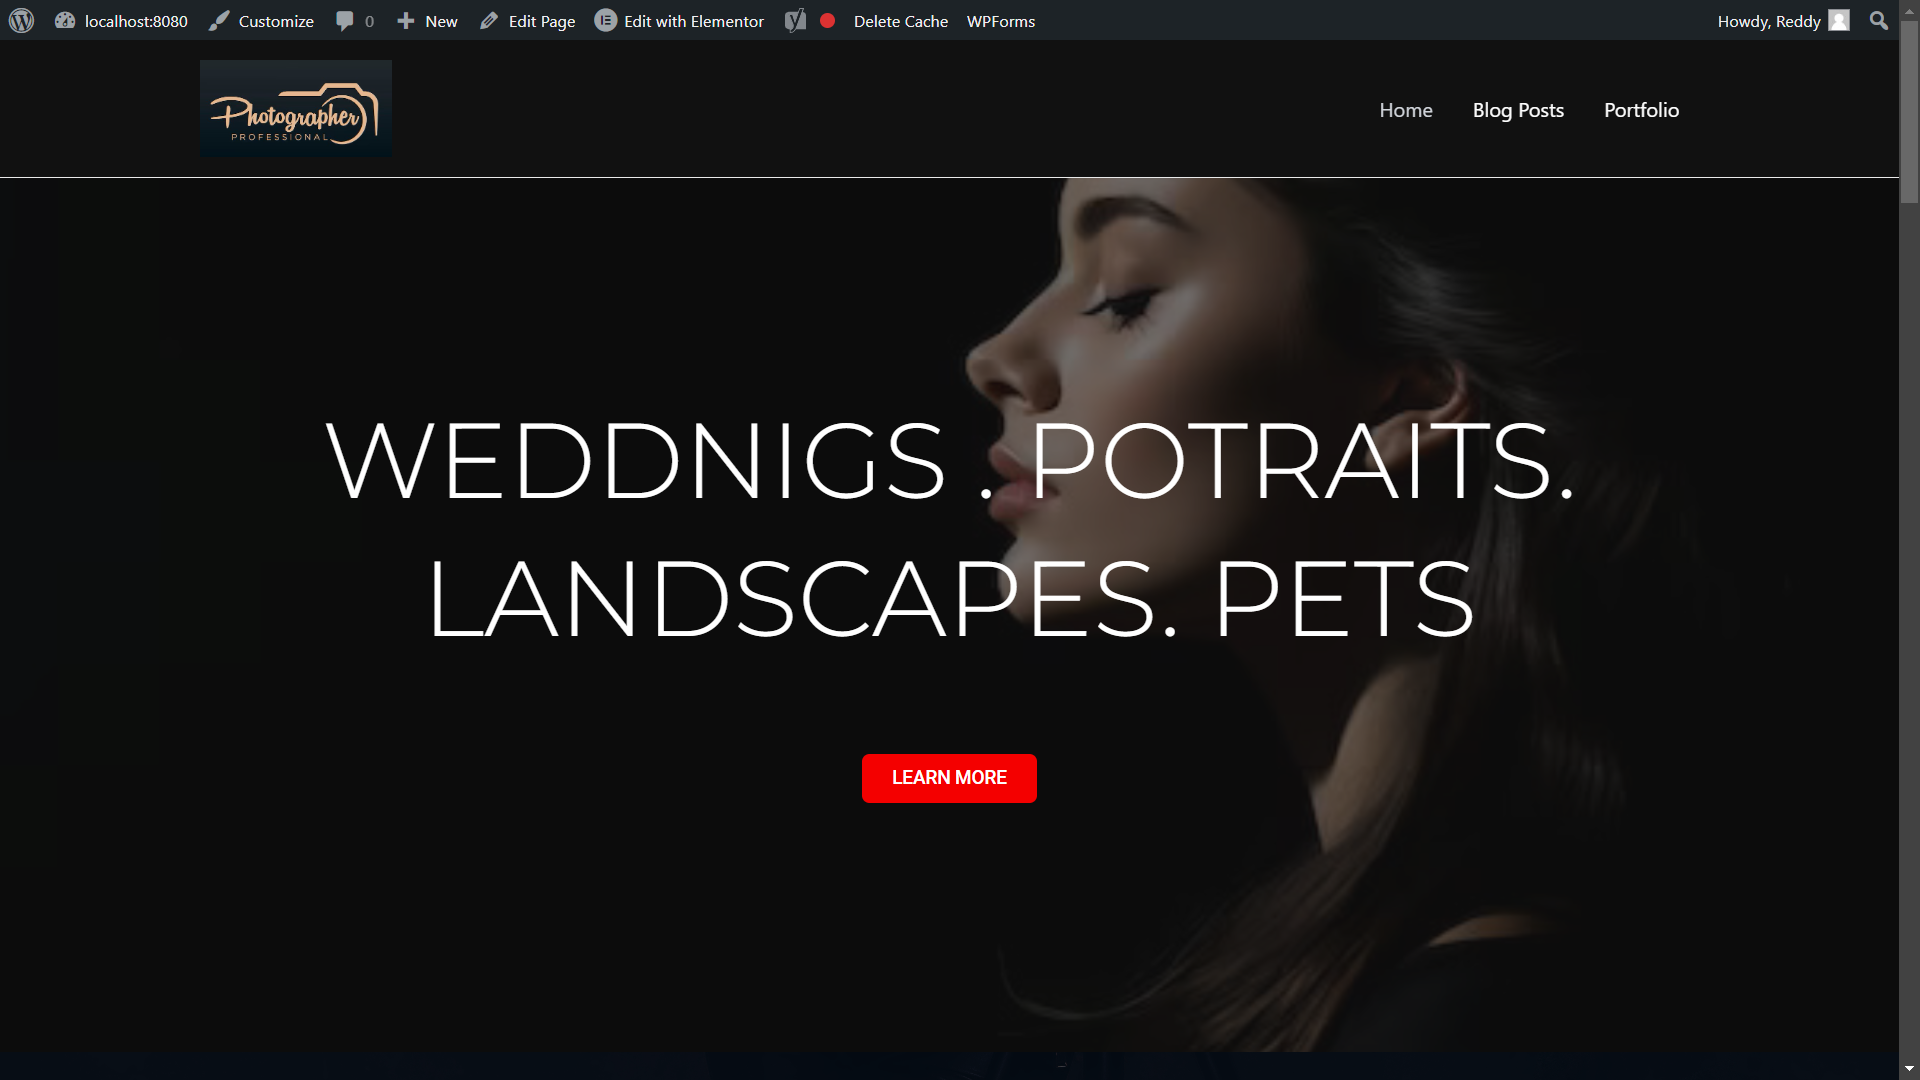 localhost:8080 Customize 0 New Edit Page Edit with Elementor Delete Cache WPForms Howdy, Reddy
Photographer
PROFESSIONAL
Home Blog Posts Portfolio
WEDDNIGS . POTRAITS.
LANDSCAPES. PETS
LEARN MORE